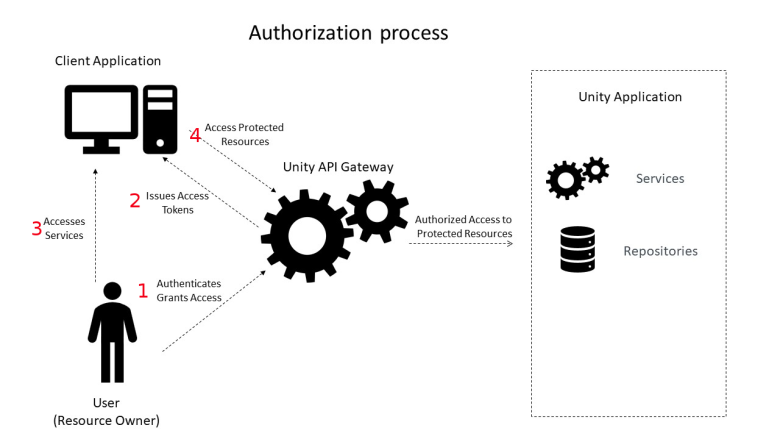 Authorization process
Client Application
Unity Application
4 Access Protected
Resources
Unity API Gateway
2 Issues Access
Tokens
Services
3 Accesses
Services
Authorized Access to
Protected Resources
Repositories
1 Authenticates
Grants Access
User
(Resource Owner)